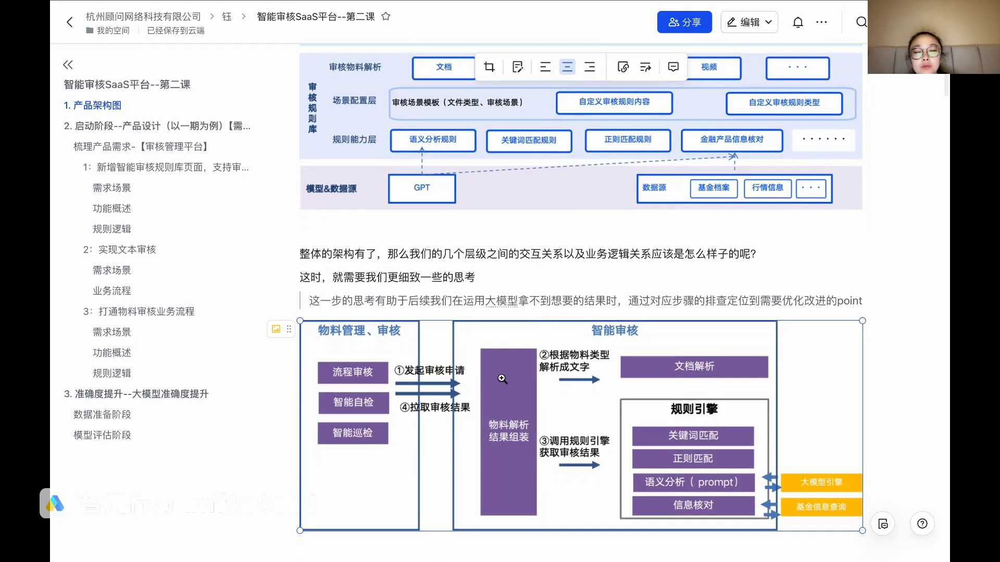 杭州顾问网络科技有限公司 > 钰 > 智能审核SaaS平台--第二课
我的空间 已经保存到云端
分享
编辑
智能审核SaaS平台--第二课
1. 产品架构图
2. 启动阶段--产品设计（以一期为例）【需...
梳理产品需求-【审核管理平台】
1：新增智能审核规则库页面，支持审...
需求场景
功能概述
规则逻辑
2：实现文本审核
需求场景
业务流程
3：打通物料审核业务流程
需求场景
功能概述
规则逻辑
3. 准确度提升--大模型准确度提升
数据准备阶段
模型评估阶段
审核规则库
审核物料解析 文档 视频 · · ·
场景配置层 审核场景模板（文件类型、审核场景） 自定义审核规则内容 自定义审核规则类型
规则能力层 语义分析规则 关键词匹配规则 正则匹配规则 金融产品信息核对 · · · · · ·
模型&数据源 GPT 数据源 基金档案 行情信息 · · ·
整体的架构有了，那么我们的几个层级之间的交互关系以及业务逻辑关系应该是怎么样子的呢？
这时，就需要我们更细致一些的思考
这一步的思考有助于后续我们在运用大模型拿不到想要的结果时，通过对应步骤的排查定位到需要优化改进的point
物料管理、审核
流程审核
智能自检
智能巡检
①发起审核申请
④拉取审核结果
智能审核
物料解析
结果组装
②根据物料类型
解析成文字
③调用规则引擎
获取审核结果
文档解析
规则引擎
关键词匹配
正则匹配
语义分析（ prompt）
信息核对
大模型引擎
基金信息查询